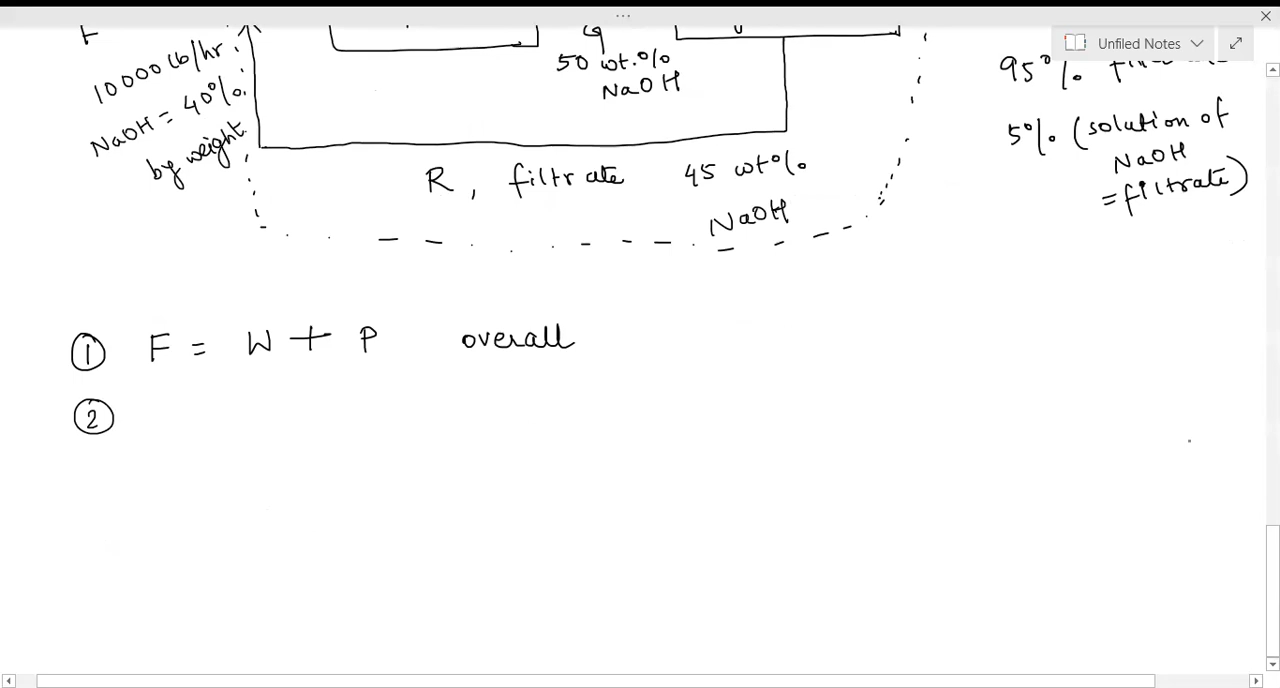 F
G
Unfiled Notes
10000 lb/hr
50 wt.%
NaOH
95%
NaOH = 40%
by weight
5% (solution of
NaOH
= filtrate)
R, filtrate 45 wt%
NaOH
① F = W + P overall
②